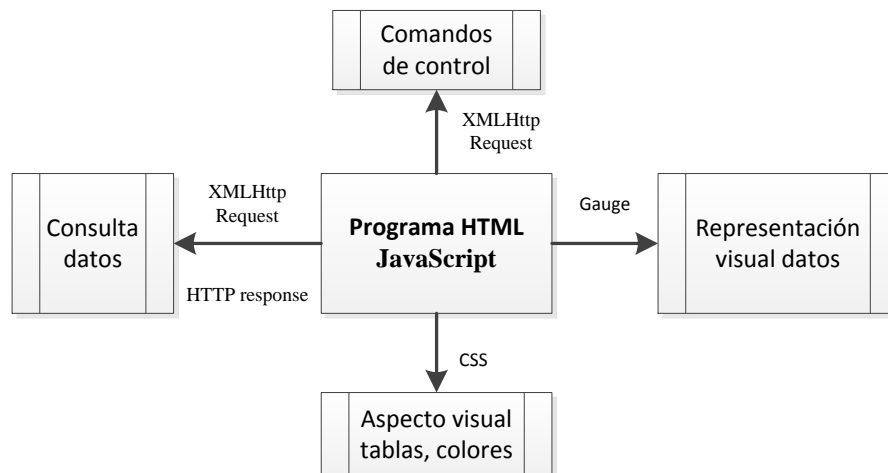 Comandos
de control
XMLHttp
Request
XMLHttp
Request
Consulta
datos
HTTP response
Programa HTML
JavaScript
Gauge
Representación
visual datos
CSS
Aspecto visual
tablas, colores